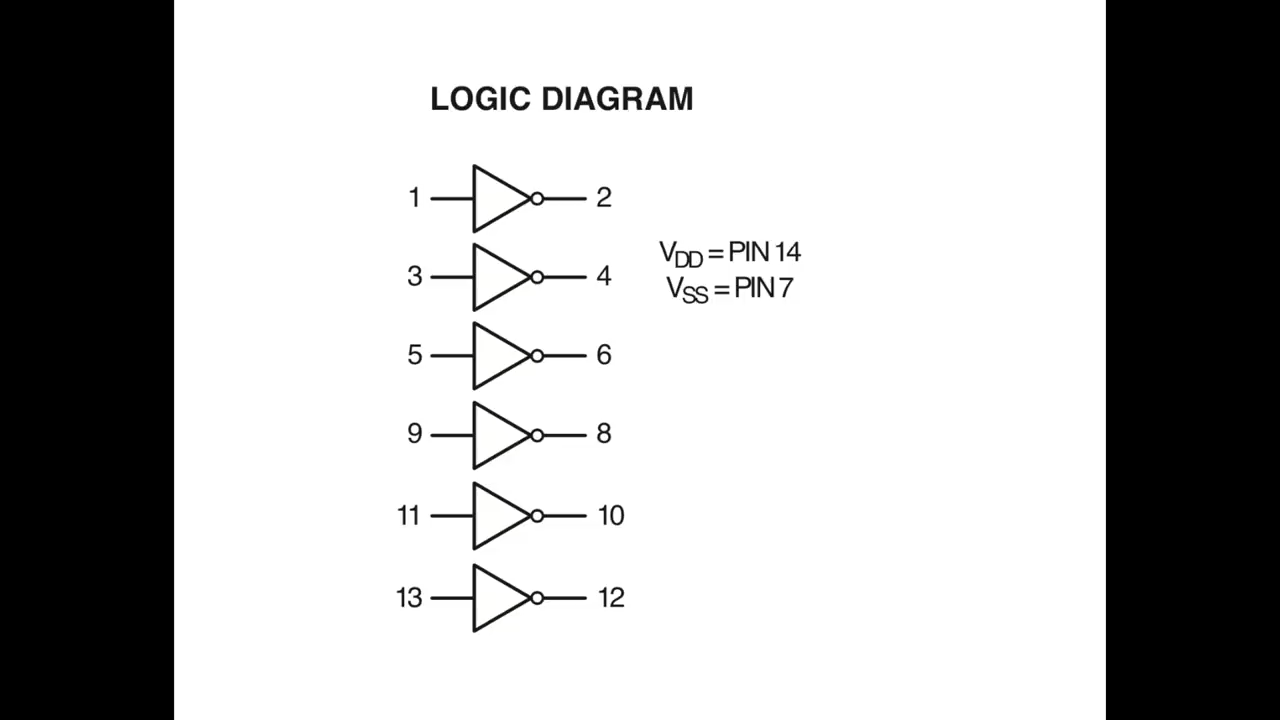 LOGIC DIAGRAM
1 2
VDD = PIN 14
3 4
VSS = PIN 7
5 6
9 8
11 10
13 12